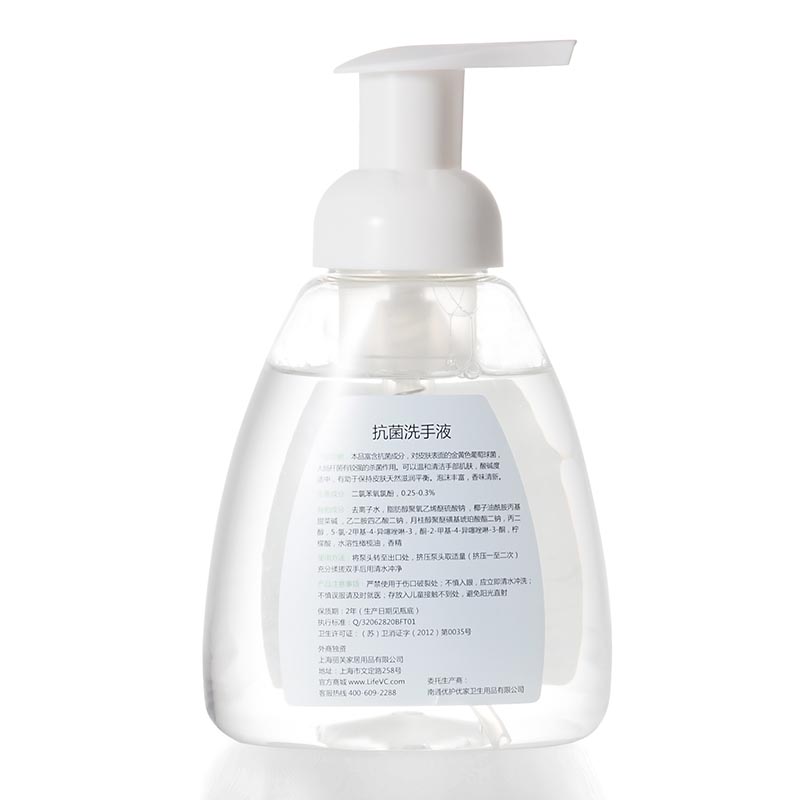 抗菌洗手液
本品富含抗菌成分，对皮肤表面的金黄色葡萄球菌，
大肠杆菌有较强的杀菌作用。可以温和清洁手部肌肤，酸碱度
适中，有助于保持皮肤天然滋润平衡。泡沫丰富，香味清新。
二氯苯氧氯酚，0.25-0.3%
去离子水，脂肪醇聚氧乙烯醚硫酸钠，椰子油酰胺丙基
甜菜碱，乙二胺四乙酸二钠，月桂醇聚醚磺基琥珀酸酯二钠，丙二
醇，5-氯-2甲基-4-异噻唑啉-3，酮-2-甲基-4-异噻唑啉-3-酮，柠
檬酸，水溶性橄榄油，香精
使用方法：将泵头转至出口处，挤压泵头取适量（挤压一至二次）
充分揉搓双手后用清水冲净
产品注意事项：严禁使用于伤口破裂处；不慎入眼，应立即清水冲洗；
不慎误服请及时就医；存放入儿童接触不到处，避免阳光直射
保质期：2年（生产日期见瓶底）
执行标准：Q/32062820BFT01
卫生许可证：（苏）卫消证字（2012）第0035号
外商独资
上海丽芙家居用品有限公司
地址：上海市文定路258号
官方商城 www.LifeVC.com
客服热线 400-609-2288
委托生产商：
南通优护优家卫生用品有限公司